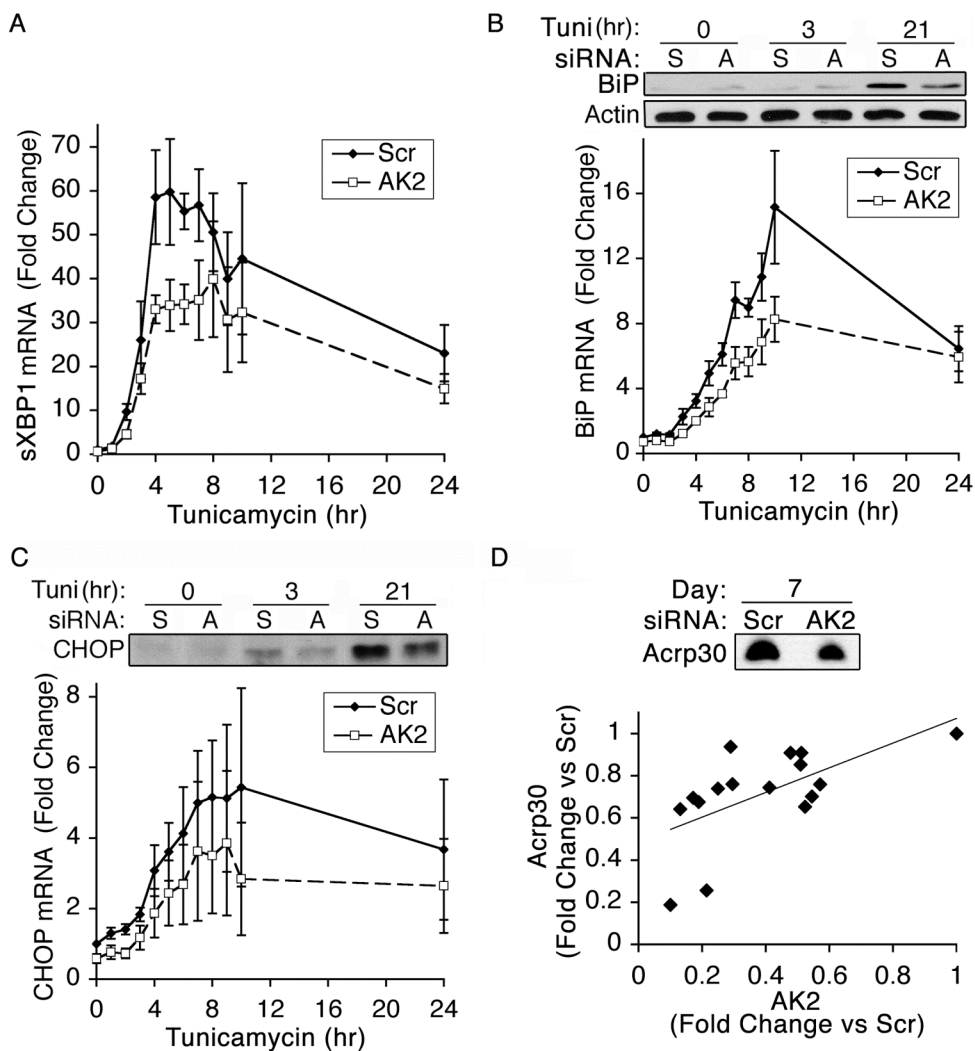 A
sXBP1 mRNA (Fold Change)
70
60
50
40
30
20
10
0
Scr
AK2
0 4 8 12 16 20 24
Tunicamycin (hr)
B
Tuni(hr): 0 3 21
siRNA: S A S A S A
BiP
Actin
BiP mRNA (Fold Change)
16
12
8
4
0
Scr
AK2
0 4 8 12 16 20 24
Tunicamycin (hr)
C
Tuni(hr): 0 3 21
siRNA: S A S A S A
CHOP
CHOP mRNA (Fold Change)
8
6
4
2
0
Scr
AK2
0 4 8 12 16 20 24
Tunicamycin (hr)
D
Day: 7
siRNA: Scr AK2
Acrp30
Acrp30
(Fold Change vs Scr)
1
0.8
0.6
0.4
0.2
0
0 0.2 0.4 0.6 0.8 1
AK2
(Fold Change vs Scr)